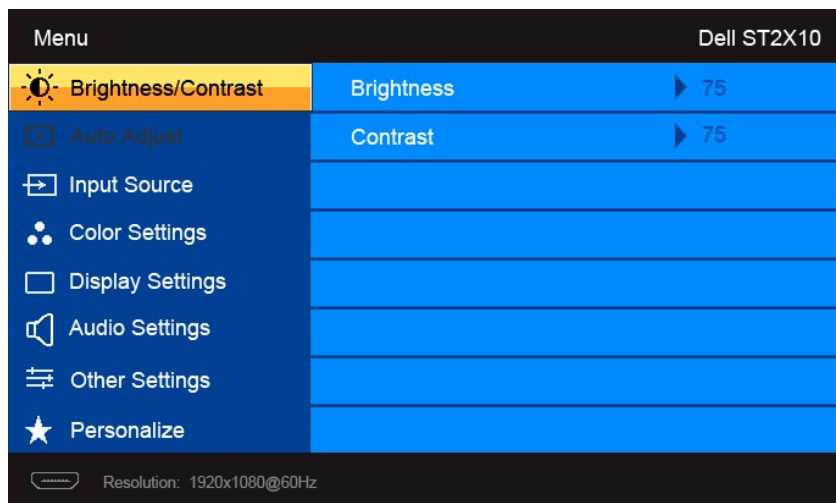 Menu Dell ST2X10
Brightness/Contrast Brightness 75
Auto Adjust Contrast 75
Input Source
Color Settings
Display Settings
Audio Settings
Other Settings
Personalize
Resolution: 1920x1080@60Hz